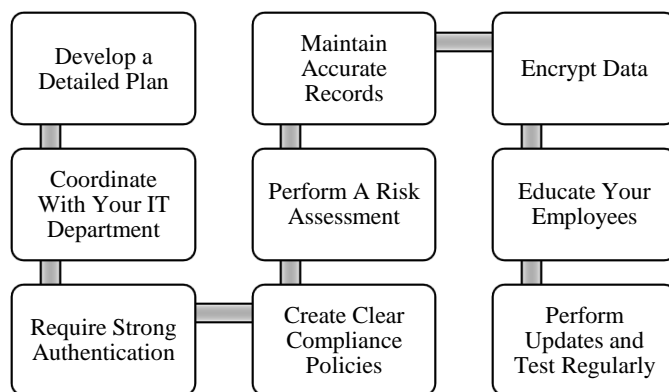 Develop a
Detailed Plan
Coordinate
With Your IT
Department
Require Strong
Authentication
Create Clear
Compliance
Policies
Perform A Risk
Assessment
Maintain
Accurate
Records
Encrypt Data
Educate Your
Employees
Perform
Updates and
Test Regularly